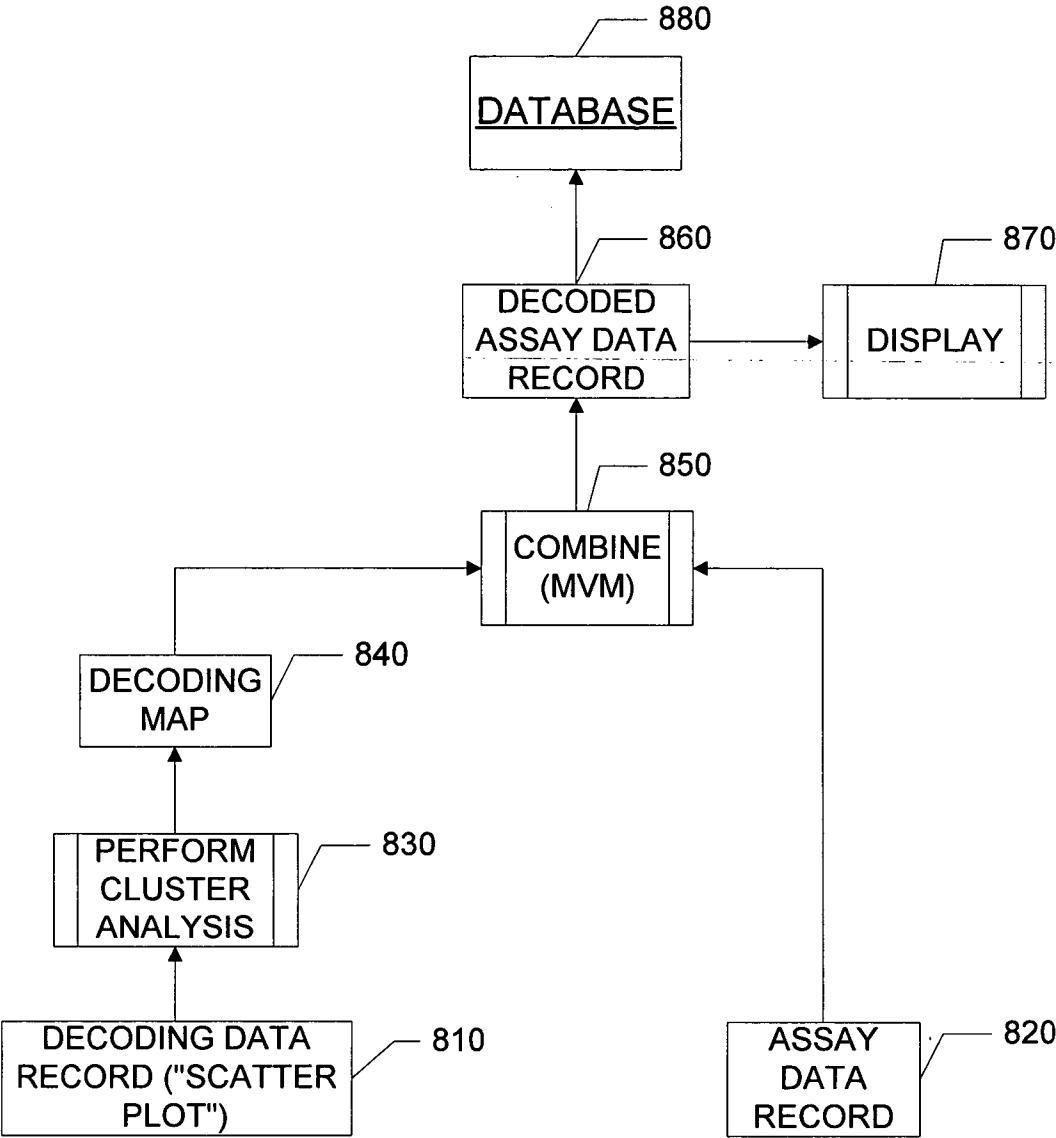 880
DATABASE
860
870
DECODED
ASSAY DATA
RECORD
DISPLAY
850
COMBINE
(MVM)
840
DECODING
MAP
830
PERFORM
CLUSTER
ANALYSIS
810
DECODING DATA
RECORD ("SCATTER
PLOT")
820
ASSAY
DATA
RECORD